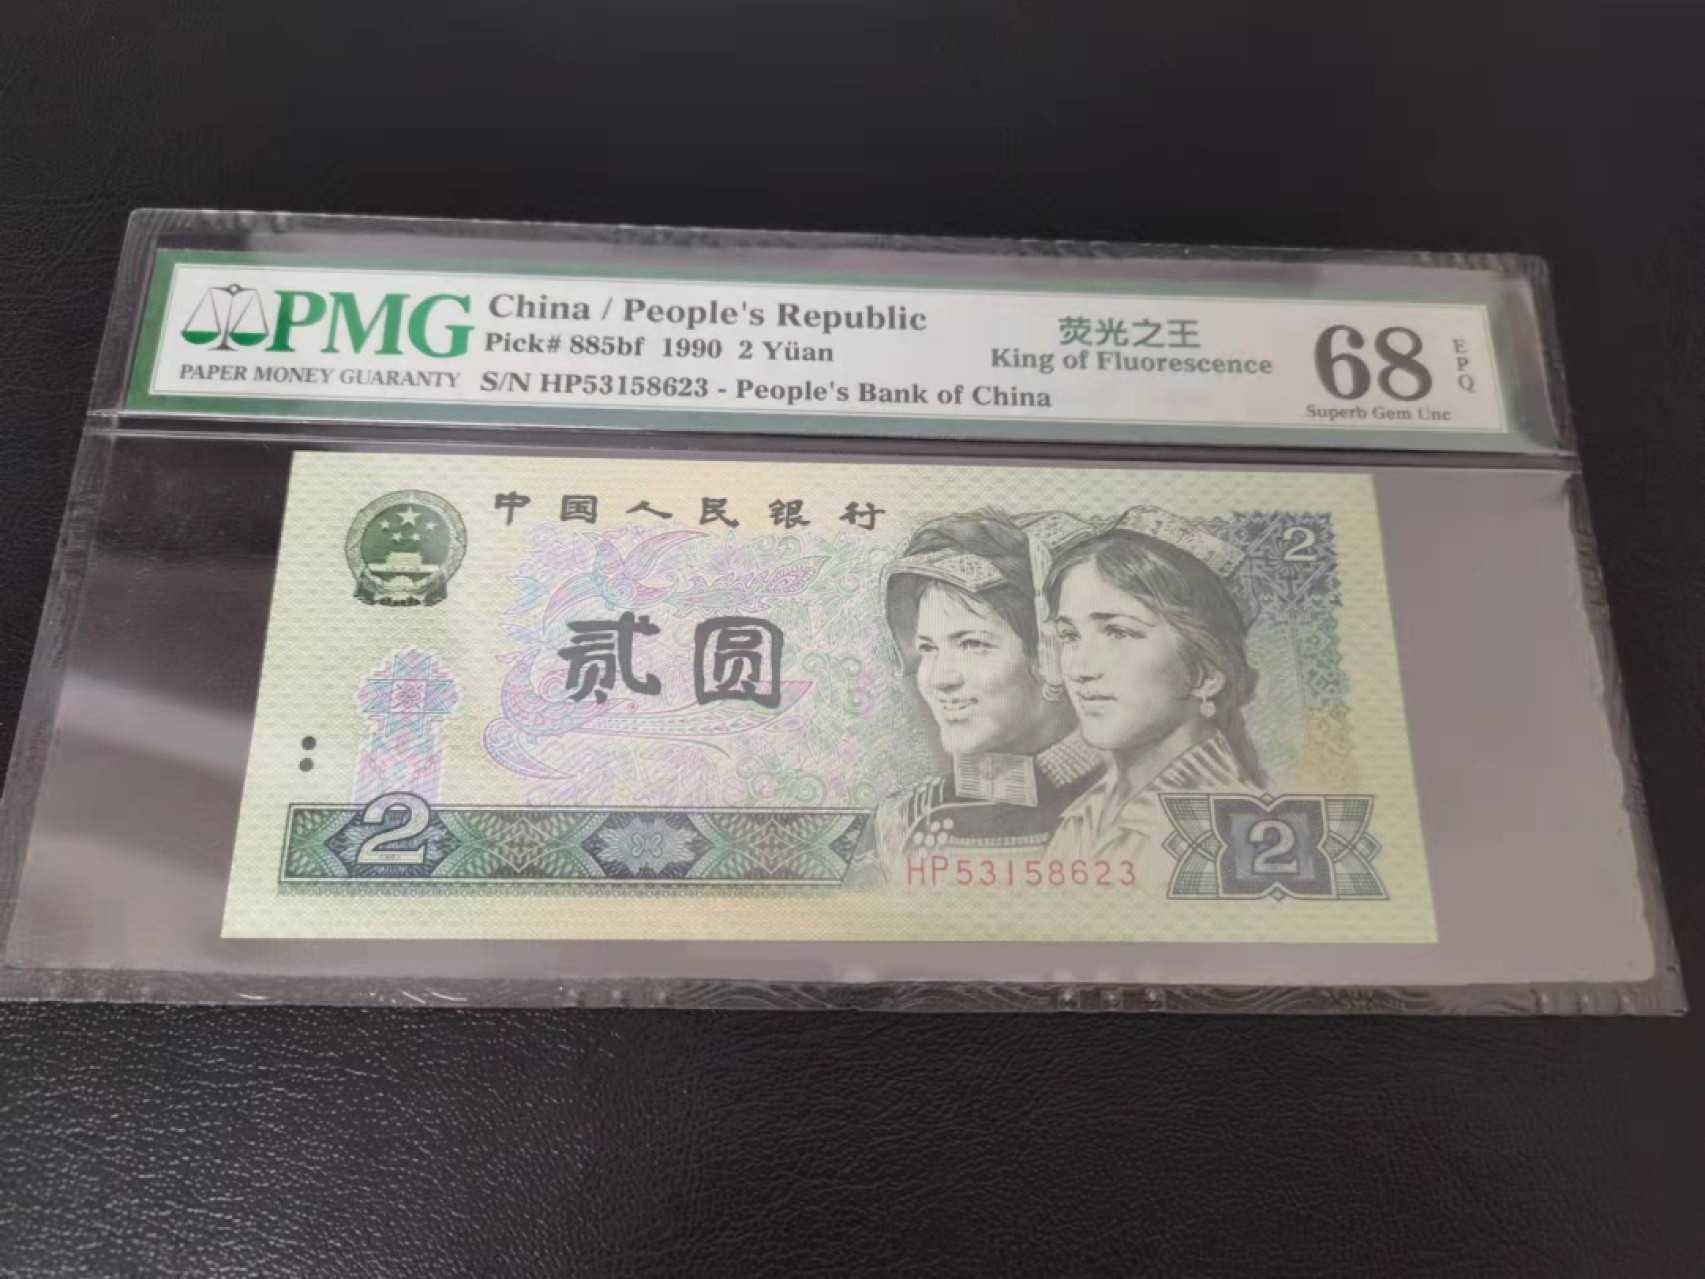 PMG
PAPER MONEY GUARANTY
China / People's Republic
Pick# 885bf 1990 2 Yüan
S/N HP53158623 - People's Bank of China
荧光之王
King of Fluorescence
68
EPQ
Superb Gem Unc
中国人民银行
2
贰圆
2
HP53158623
2